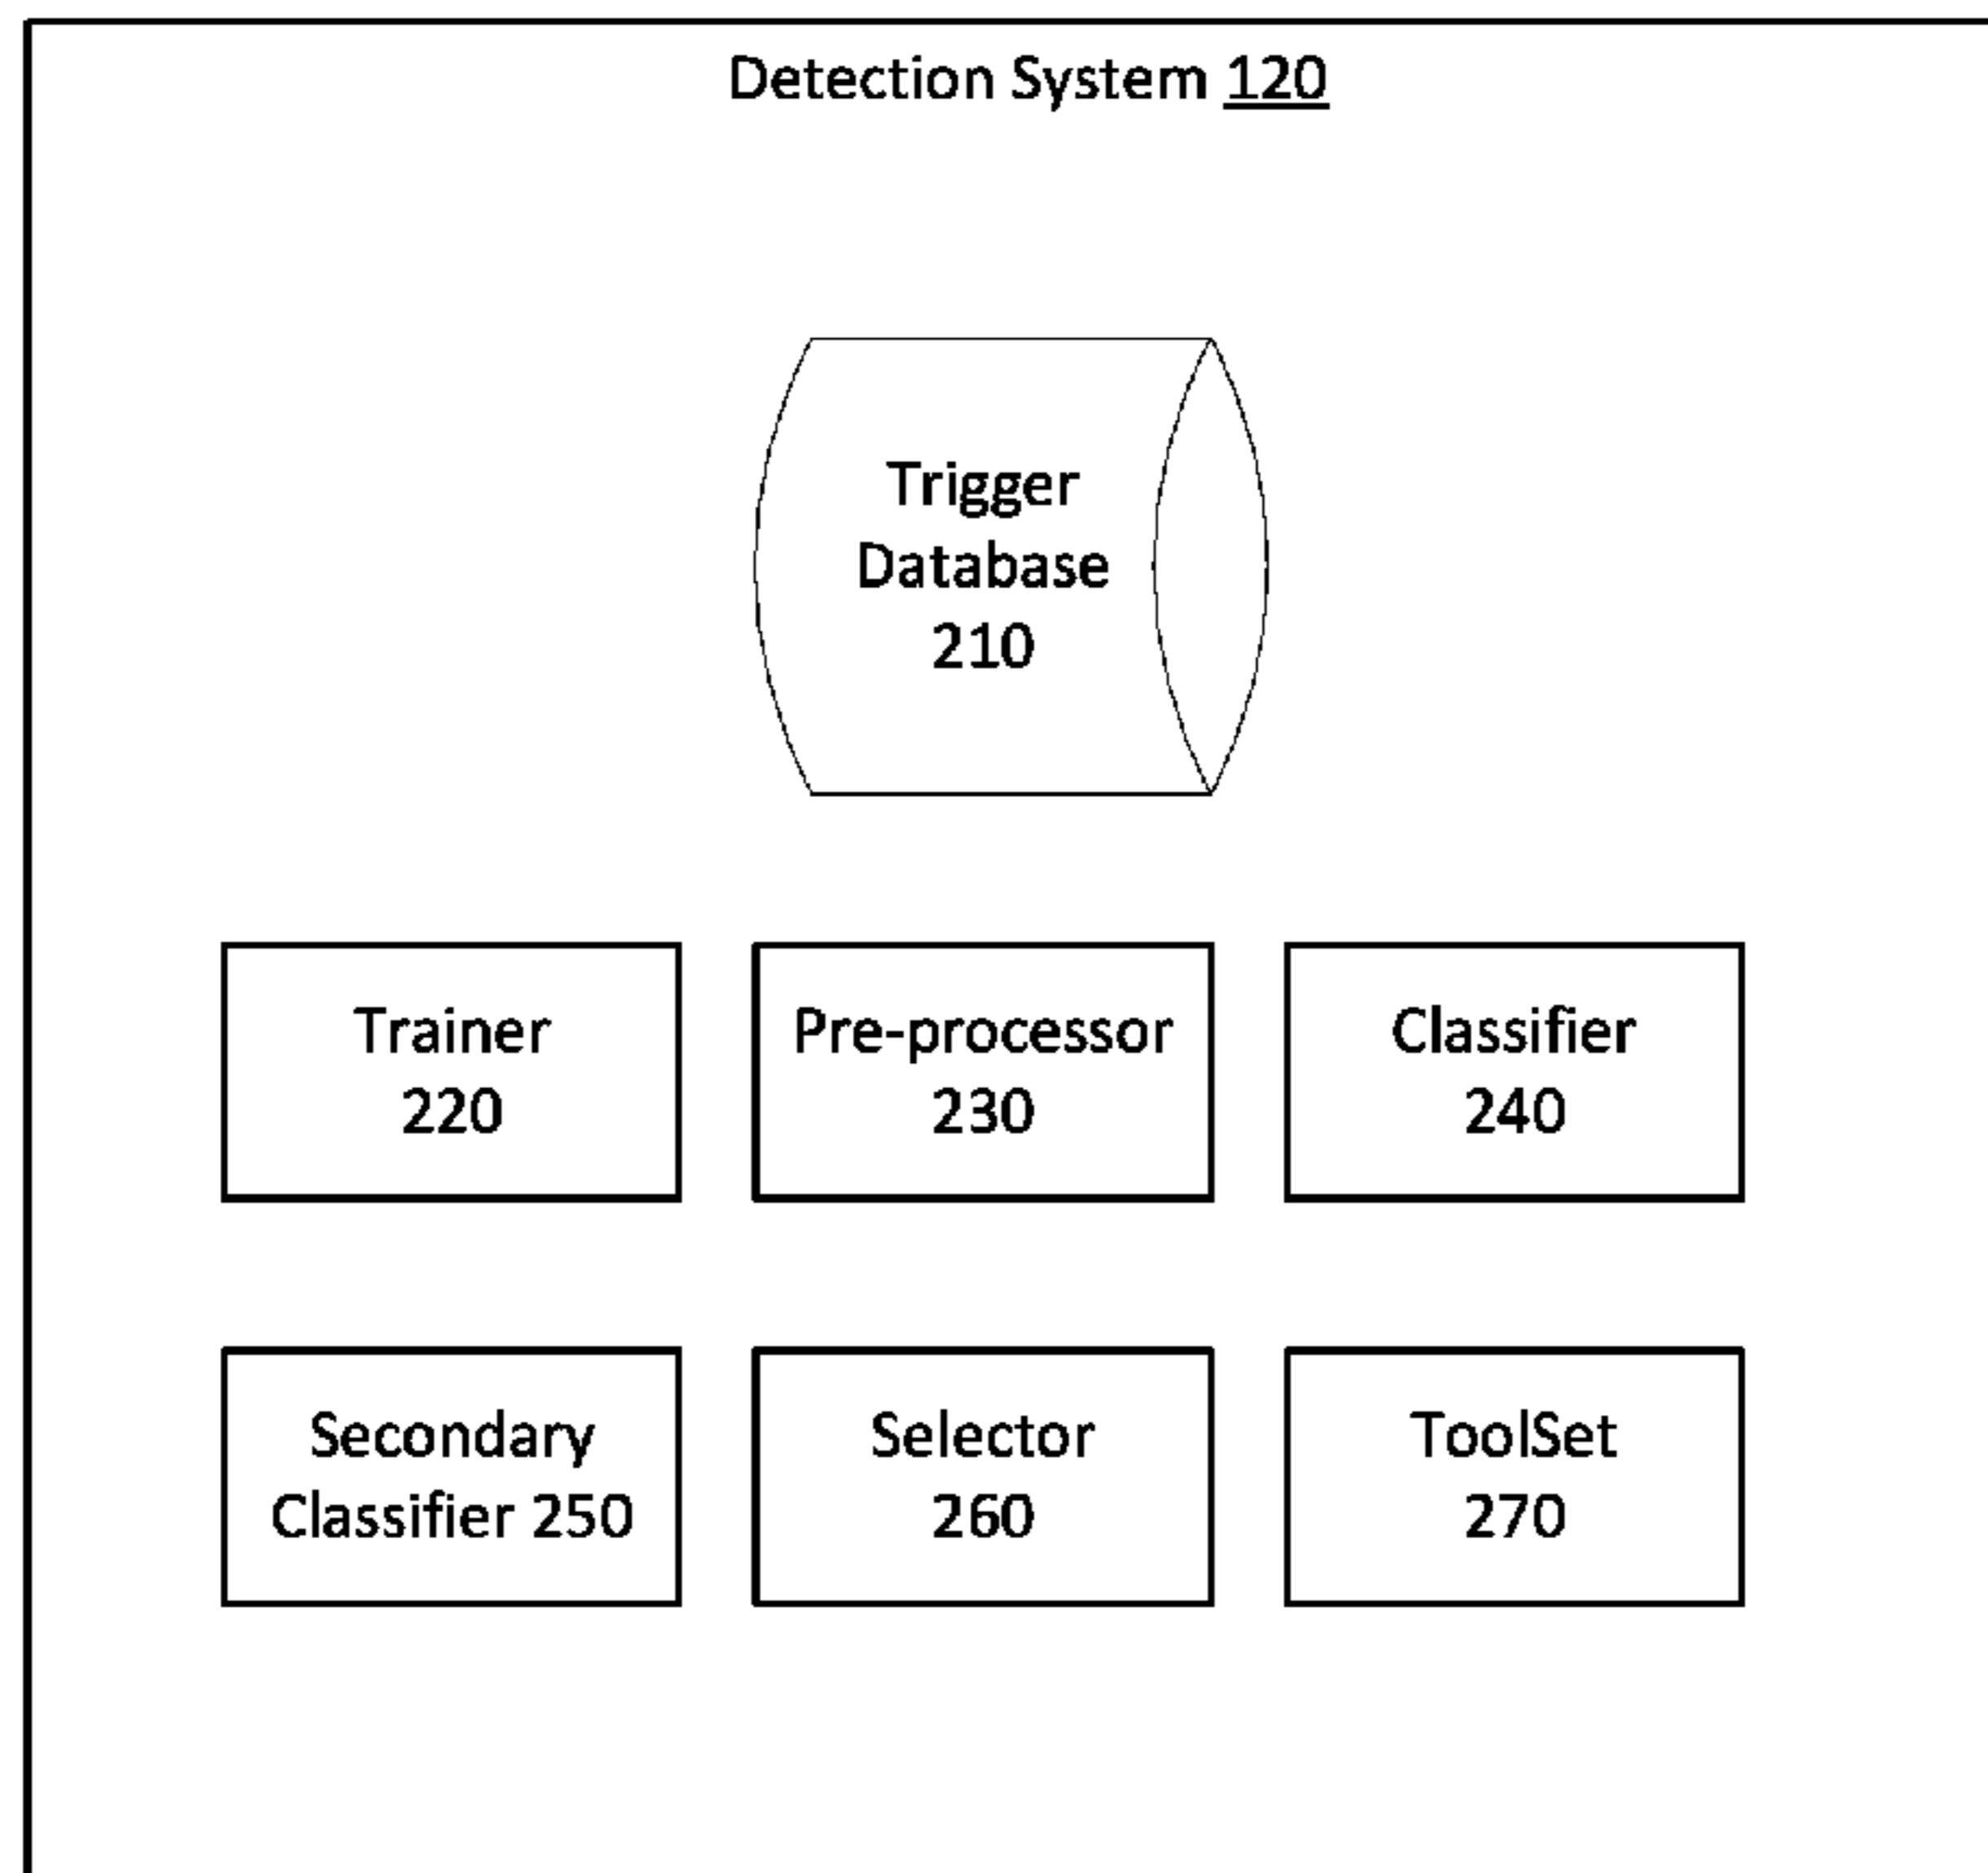 Detection System 120
Trigger
Database
210
Trainer
220
Pre-processor
230
Classifier
240
Secondary
Classifier 250
Selector
260
ToolSet
270